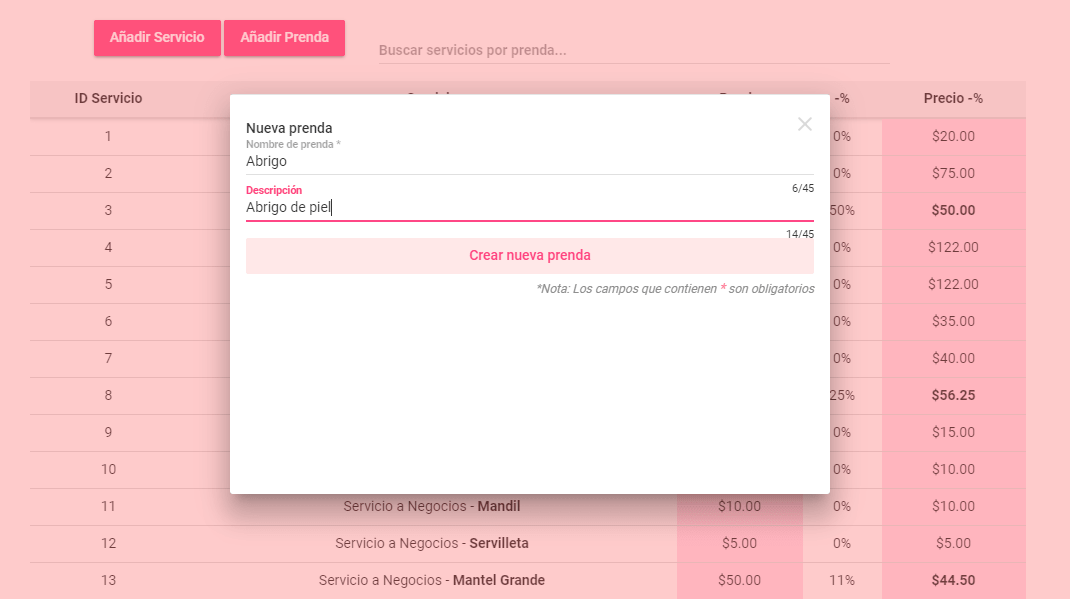 Añadir Servicio Añadir Prenda Buscar servicios por prenda...
ID Servicio -% Precio -%
Nueva prenda
Nombre de prenda *
Abrigo
6/45
Descripción
Abrigo de piel
14/45
Crear nueva prenda
*Nota: Los campos que contienen * son obligatorios
1 0% $20.00
2 0% $75.00
3 50% $50.00
4 0% $122.00
5 0% $122.00
6 0% $35.00
7 0% $40.00
8 25% $56.25
9 0% $15.00
10 0% $10.00
11 Servicio a Negocios - Mandil $10.00 0% $10.00
12 Servicio a Negocios - Servilleta $5.00 0% $5.00
13 Servicio a Negocios - Mantel Grande $50.00 11% $44.50